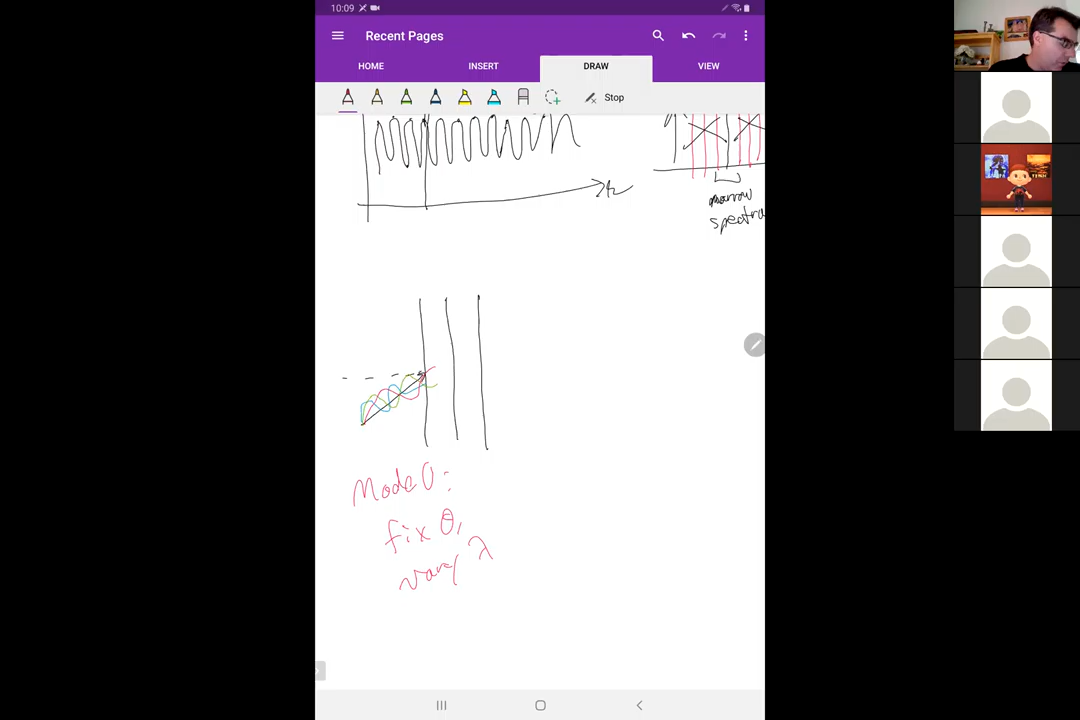 10:09
Recent Pages
HOME INSERT DRAW VIEW
Stop
narrow
spectra
Mode 0:
fix θ,
vary λ